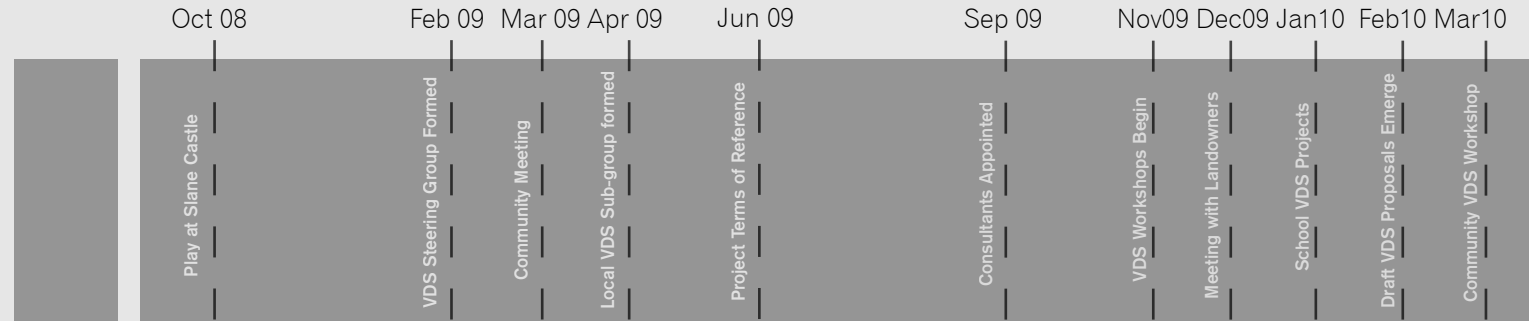 Oct 08 Feb 09 Mar 09 Apr 09 Jun 09 Sep 09 Nov09 Dec09 Jan10 Feb10 Mar10
Play at Slane Castle
VDS Steering Group Formed
Community Meeting
Local VDS Sub-group formed
Project Terms of Reference
Consultants Appointed
VDS Workshops Begin
Meeting with Landowners
School VDS Projects
Draft VDS Proposals Emerge
Community VDS Workshop